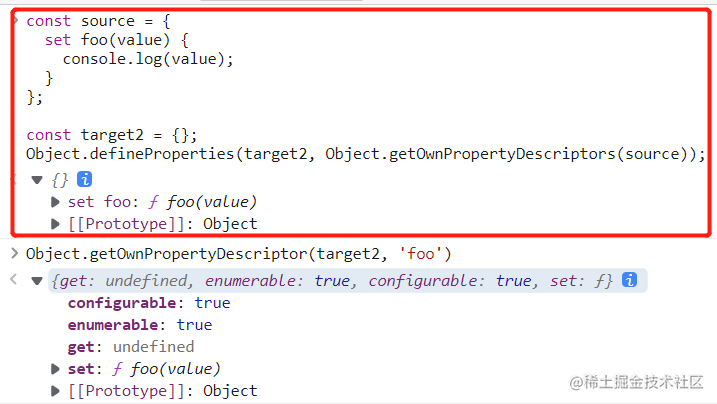 const source = {
set foo(value) {
console.log(value);
}
};
const target2 = {};
Object.defineProperties(target2, Object.getOwnPropertyDescriptors(source));
{} i
set foo: ƒ foo(value)
[[Prototype]]: Object
Object.getOwnPropertyDescriptor(target2, 'foo')
{get: undefined, enumerable: true, configurable: true, set: ƒ} i
configurable: true
enumerable: true
get: undefined
set: ƒ foo(value)
[[Prototype]]: Object
@稀土掘金技术社区